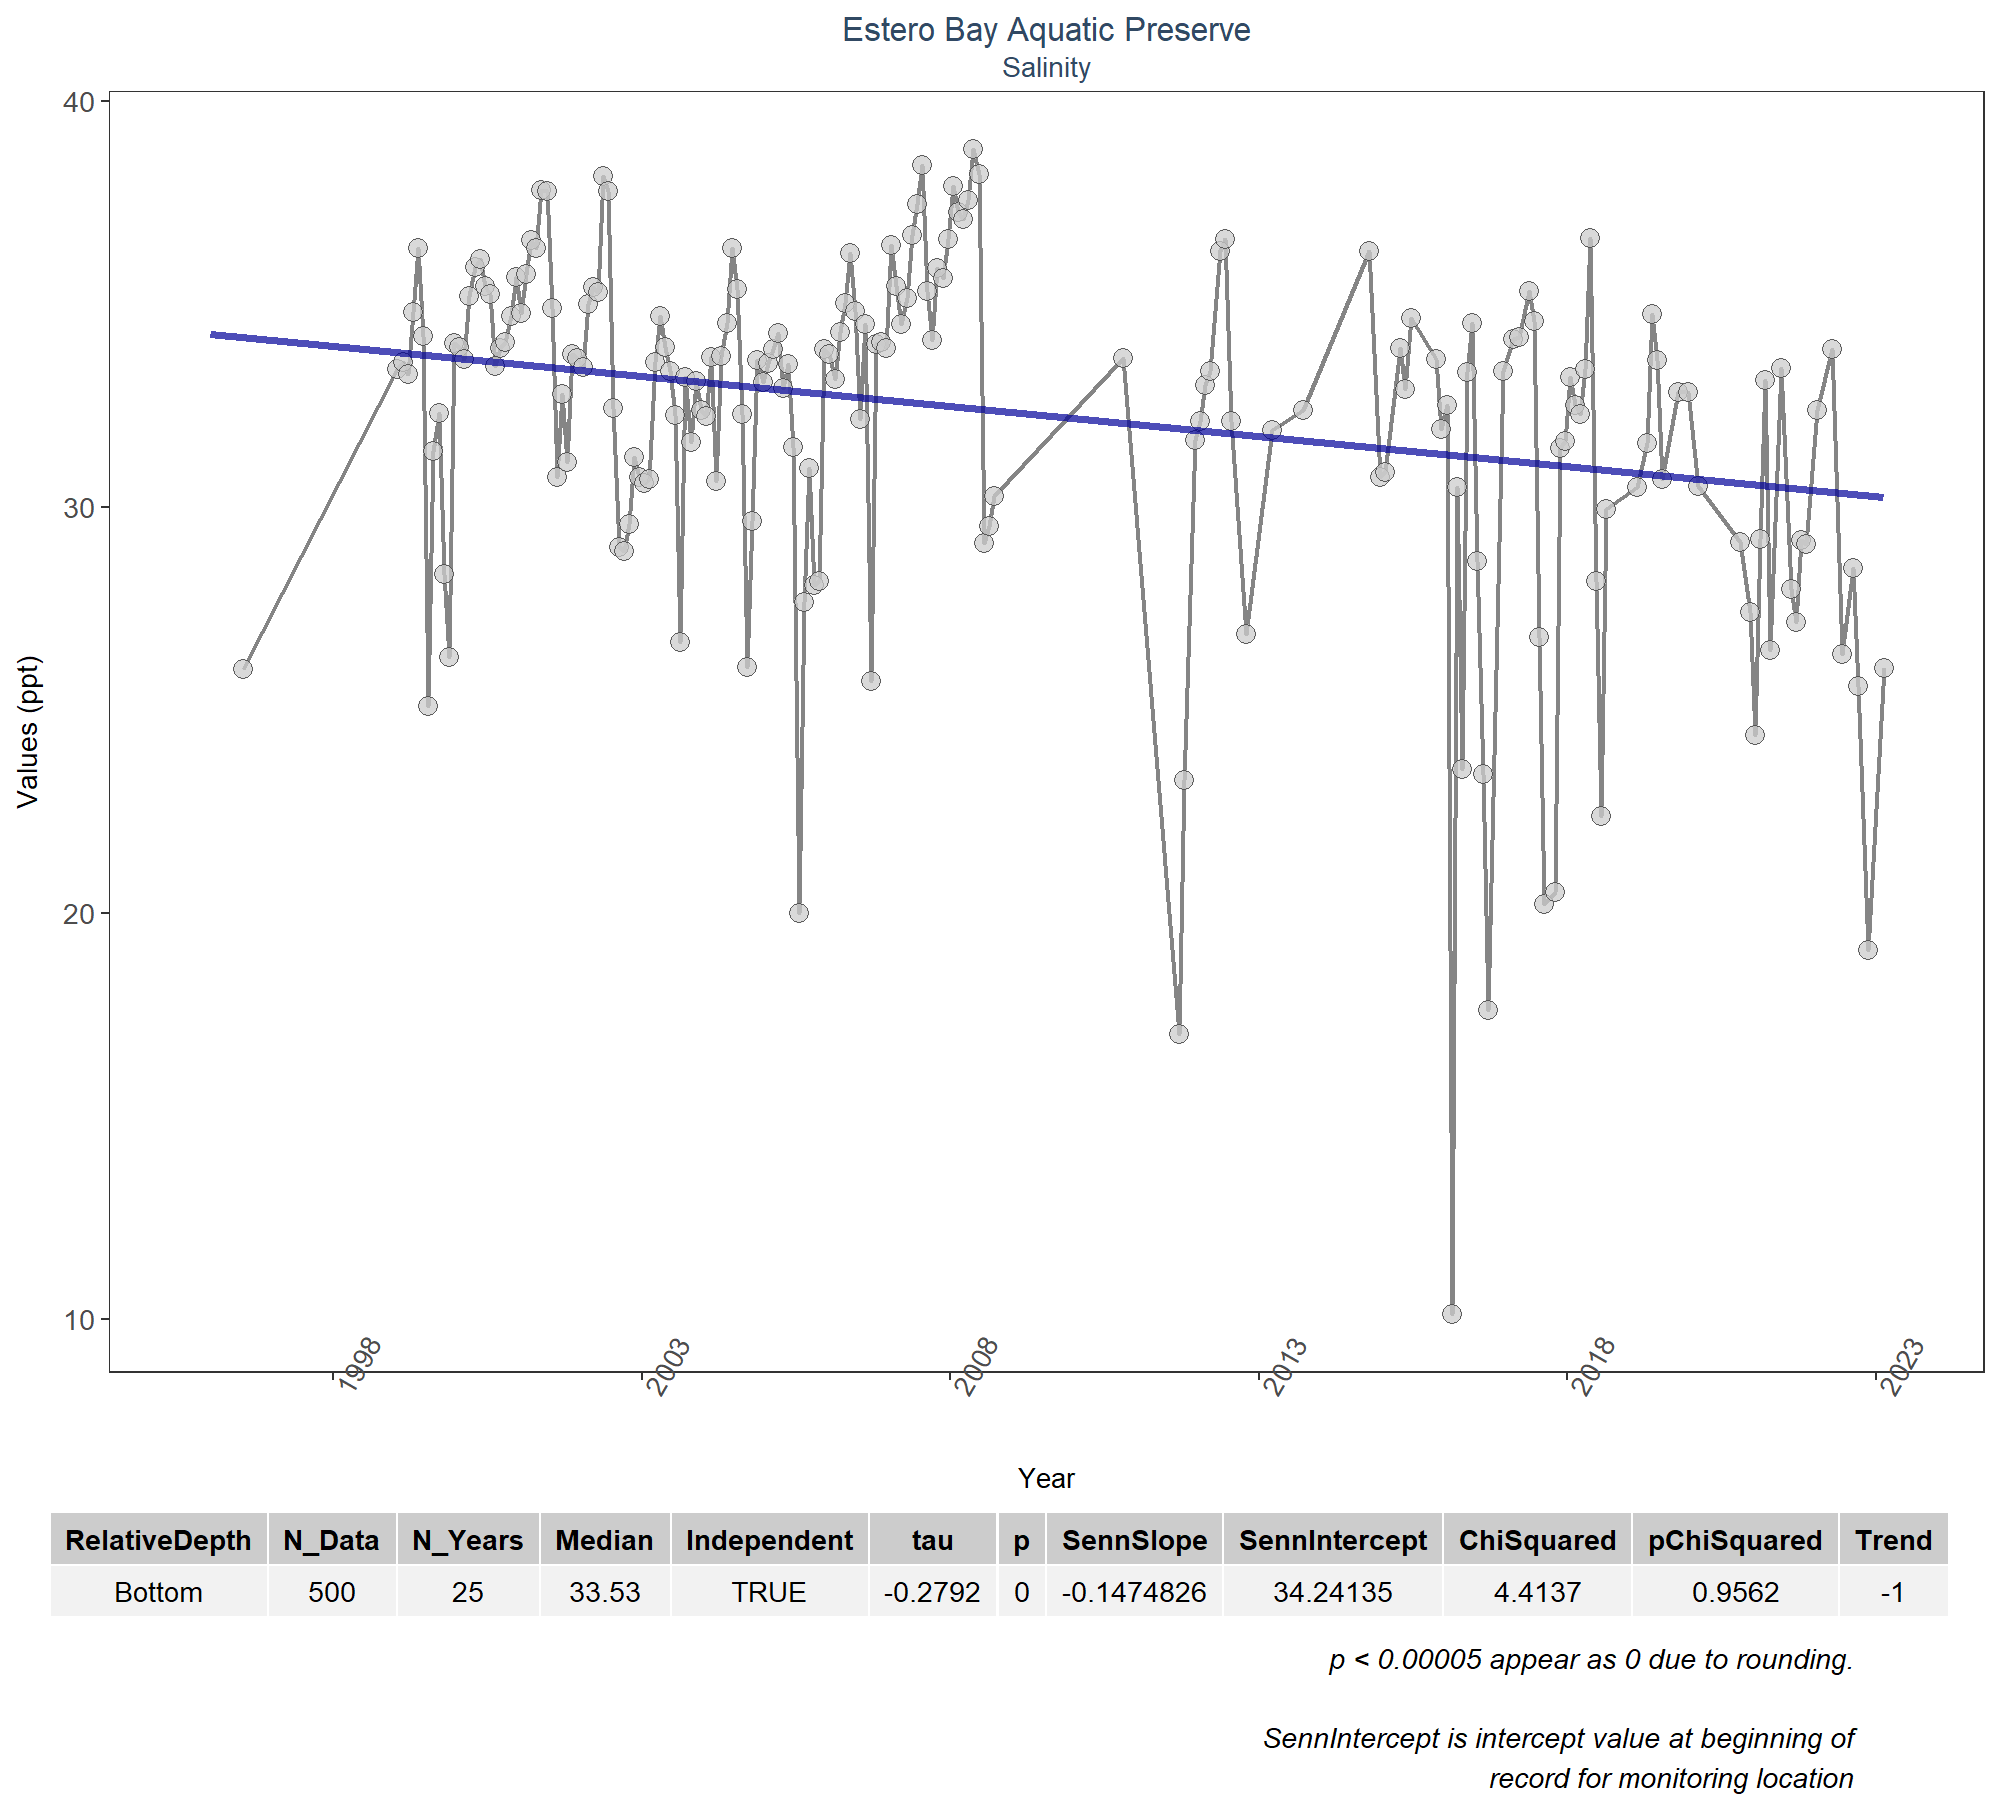 Estero Bay Aquatic Preserve
Salinity
40
30
20
10
Values (ppt)
1998
2003
2008
2013
2018
2023
Year
RelativeDepth N_Data N_Years Median Independent tau p SennSlope SennIntercept ChiSquared pChiSquared Trend
Bottom 500 25 33.53 TRUE -0.2792 0 -0.1474826 34.24135 4.4137 0.9562 -1
p < 0.00005 appear as 0 due to rounding.
SennIntercept is intercept value at beginning of
record for monitoring location